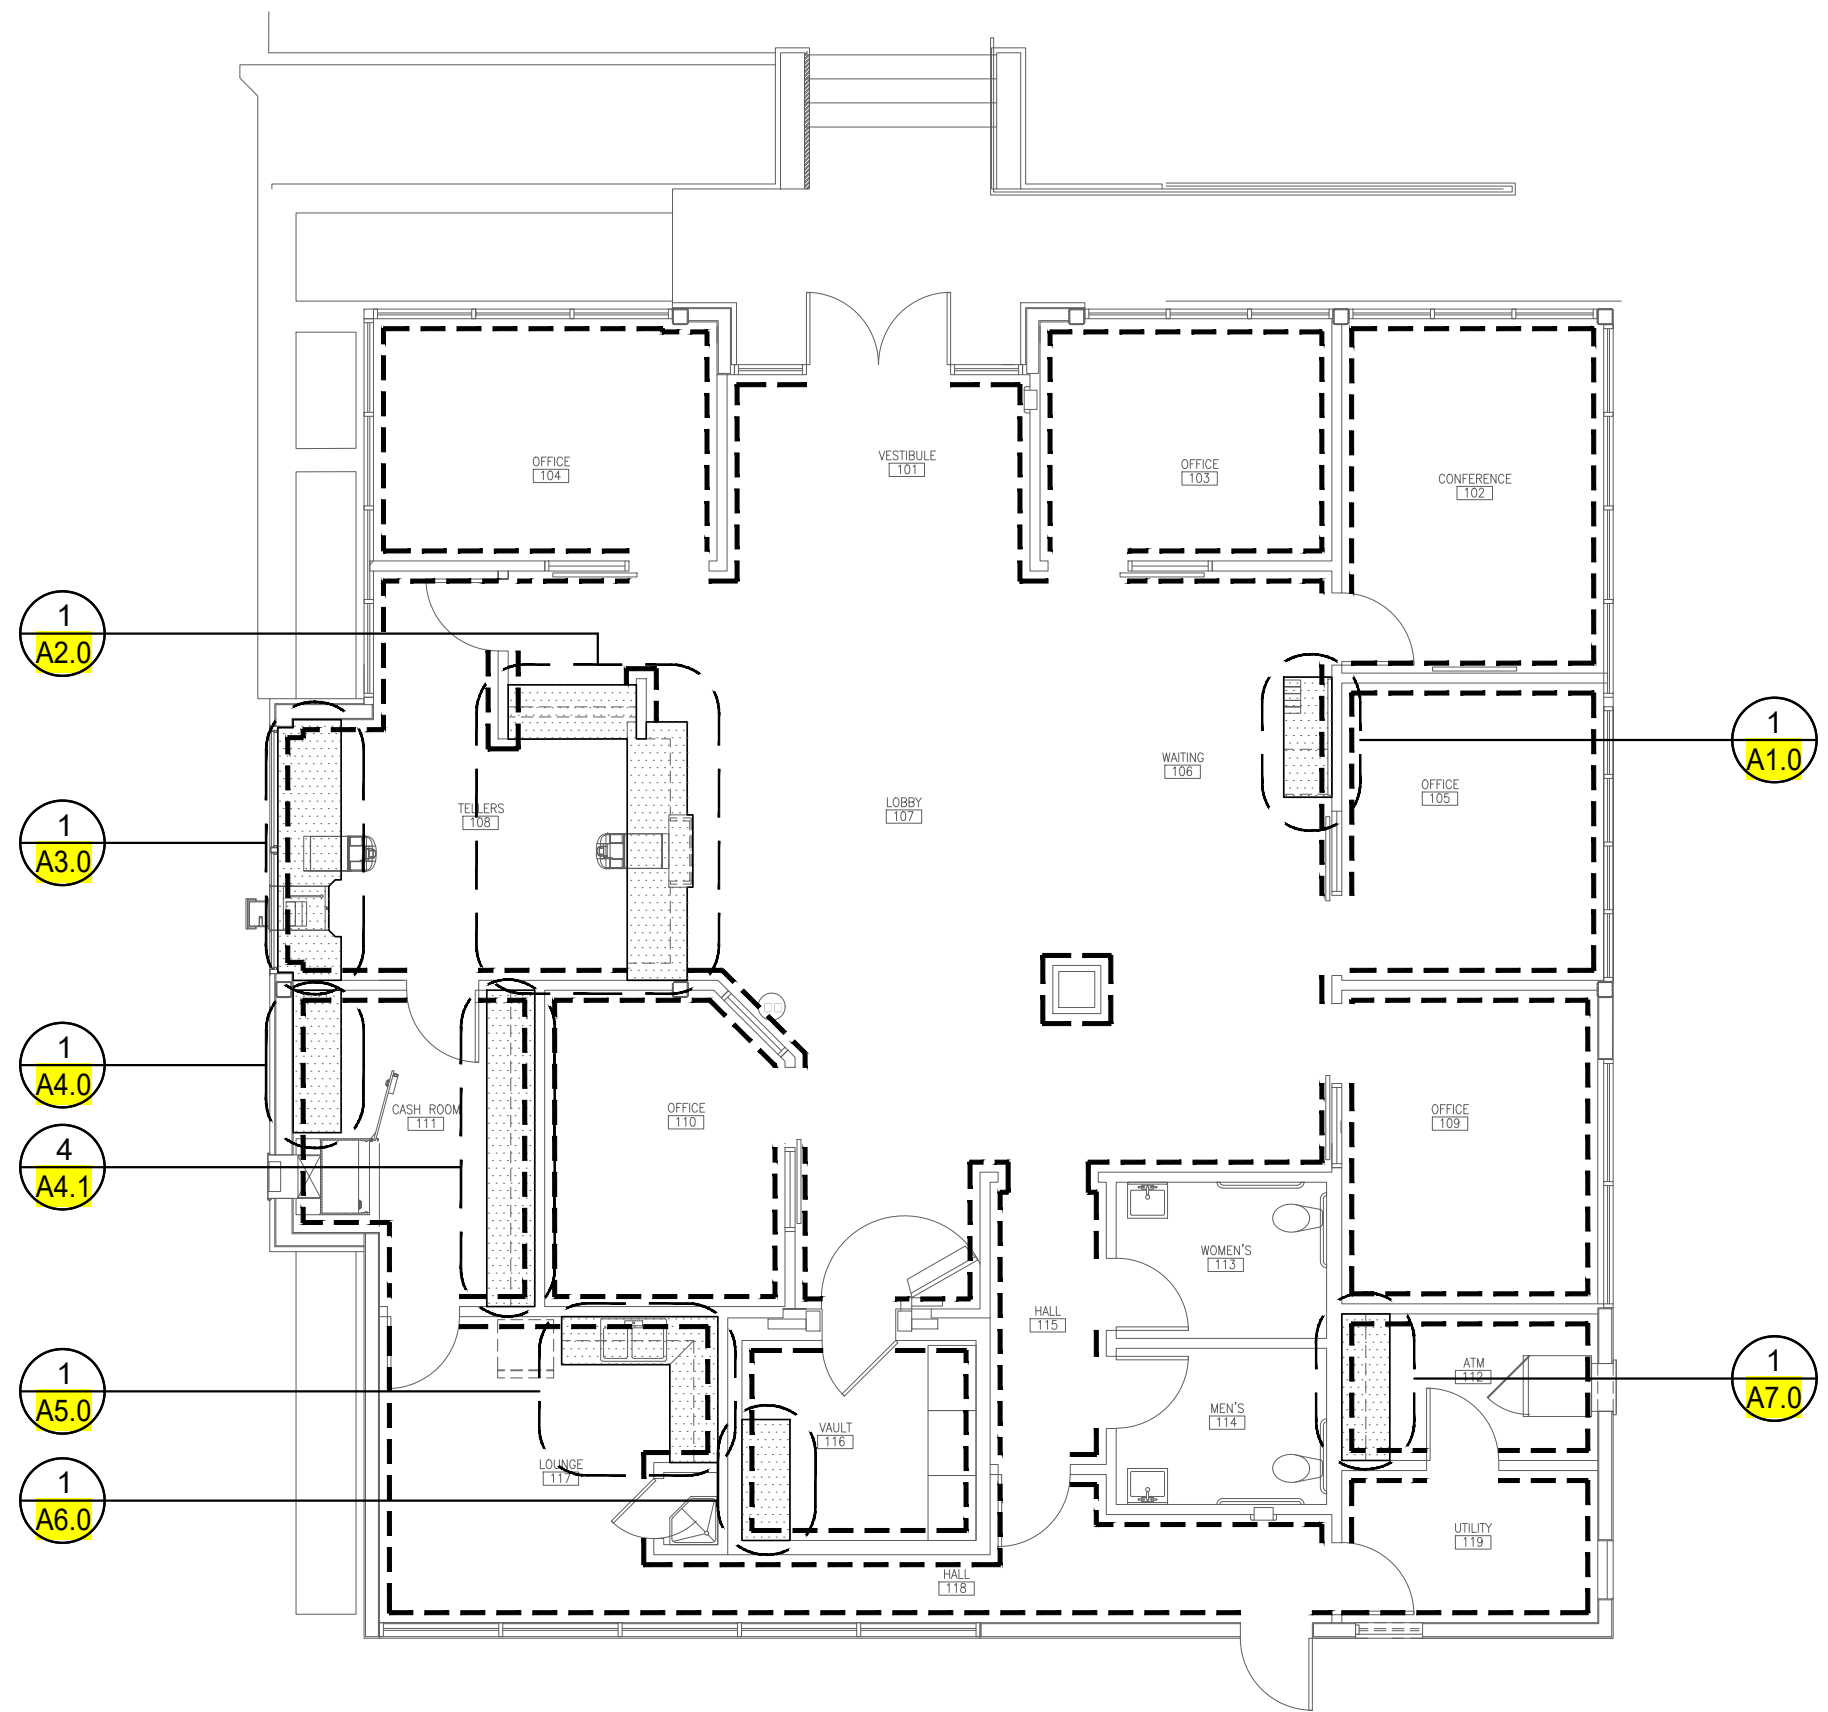 VESTIBULE
101
OFFICE
104
OFFICE
103
CONFERENCE
102
1
A2.0
1
A1.0
WAITING
106
OFFICE
105
LOBBY
107
TELLERS
108
1
A3.0
1
A4.0
CASH ROOM
111
OFFICE
110
OFFICE
109
4
A4.1
WOMEN'S
113
HALL
115
ATM
112
1
A7.0
1
A5.0
MEN'S
114
VAULT
116
LOUNGE
117
1
A6.0
UTILITY
119
HALL
118